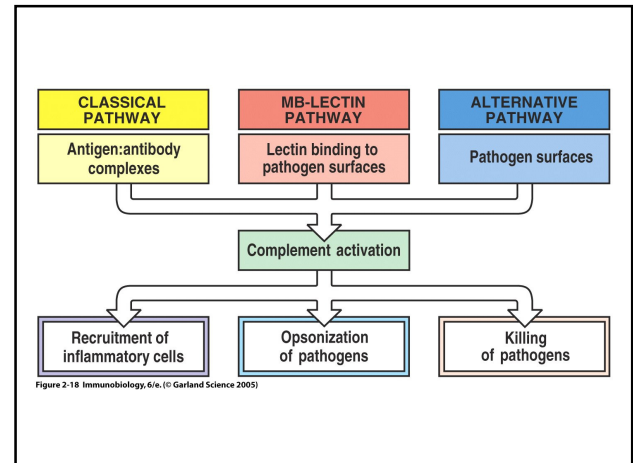 CLASSICAL
PATHWAY
MB-LECTIN
PATHWAY
ALTERNATIVE
PATHWAY
Antigen:antibody
complexes
Lectin binding to
pathogen surfaces
Pathogen surfaces
Complement activation
Recruitment of
inflammatory cells
Opsonization
of pathogens
Killing
of pathogens
Figure 2-18 Immunobiology, 6/e. (© Garland Science 2005)